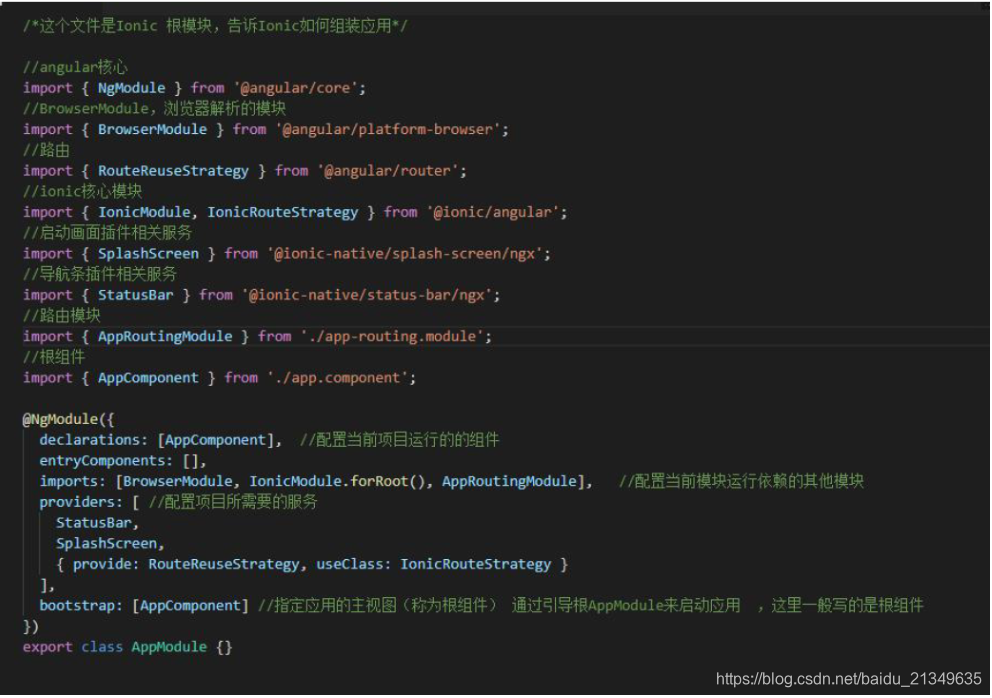 /*这个文件是Ionic 根模块，告诉Ionic如何组装应用*/
//angular核心
import { NgModule } from '@angular/core';
//BrowserModule，浏览器解析的模块
import { BrowserModule } from '@angular/platform-browser';
//路由
import { RouteReuseStrategy } from '@angular/router';
//ionic核心模块
import { IonicModule, IonicRouteStrategy } from '@ionic/angular';
//启动画面插件相关服务
import { SplashScreen } from '@ionic-native/splash-screen/ngx';
//导航条插件相关服务
import { StatusBar } from '@ionic-native/status-bar/ngx';
//路由模块
import { AppRoutingModule } from './app-routing.module';
//根组件
import { AppComponent } from './app.component';
@NgModule({
  declarations: [AppComponent],  //配置当前项目运行的的组件
  entryComponents: [],
  imports: [BrowserModule, IonicModule.forRoot(), AppRoutingModule],   //配置当前模块运行依赖的其他模块
  providers: [ //配置项目所需要的服务
    StatusBar,
    SplashScreen,
    { provide: RouteReuseStrategy, useClass: IonicRouteStrategy }
  ],
  bootstrap: [AppComponent] //指定应用的主视图（称为根组件） 通过引导根AppModule来启动应用  ，这里一般写的是根组件
})
export class AppModule {}
https://blog.csdn.net/baidu_21349635